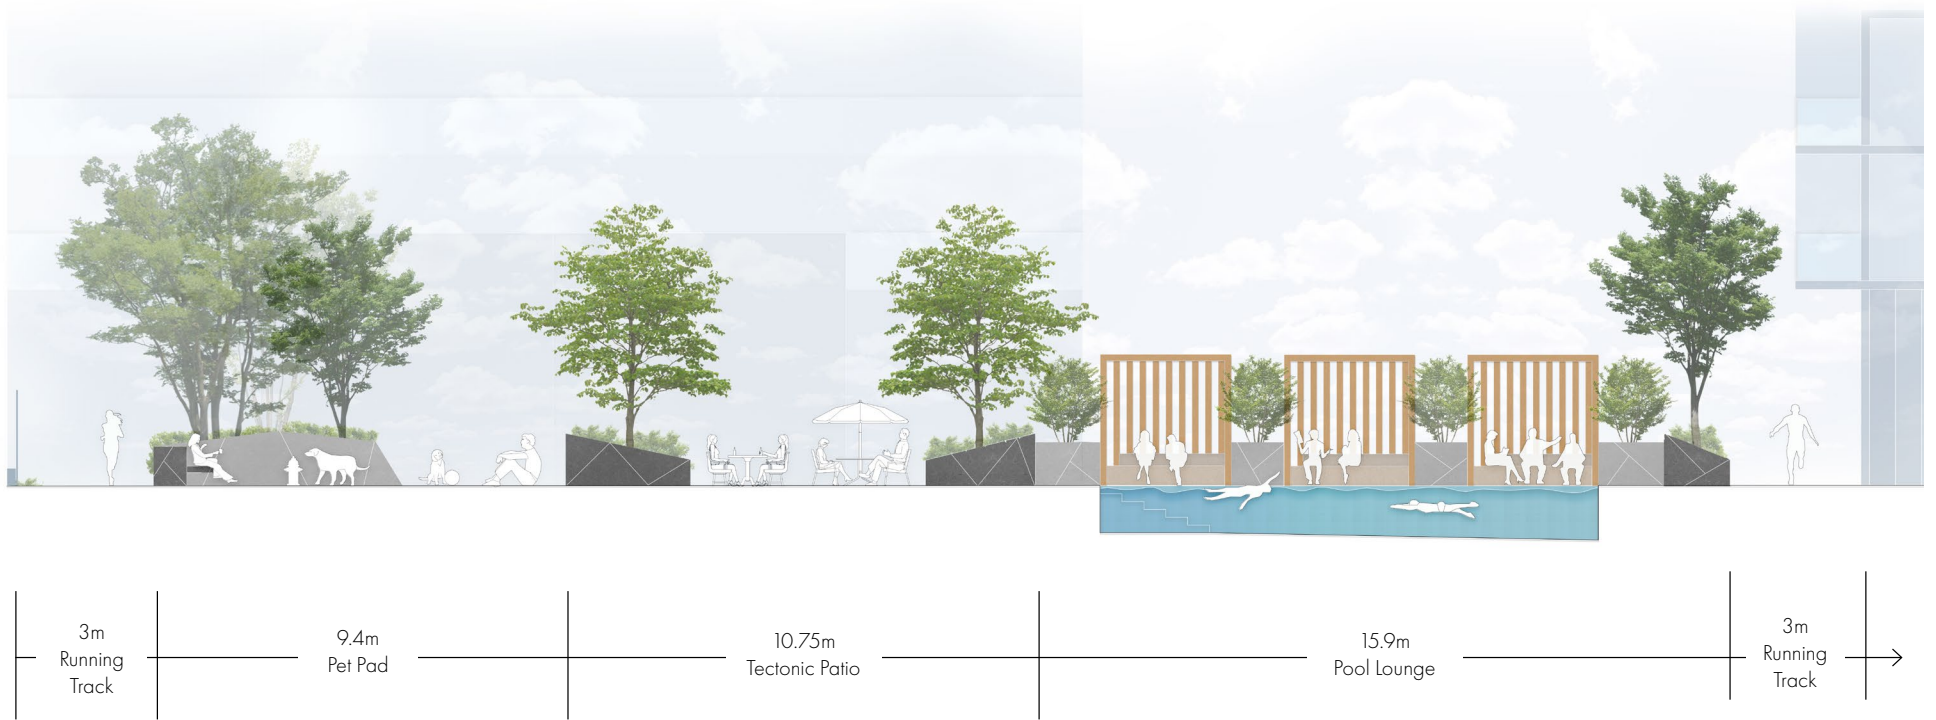 3m
Running
Track
9.4m
Pet Pad
10.75m
Tectonic Patio
15.9m
Pool Lounge
3m
Running
Track